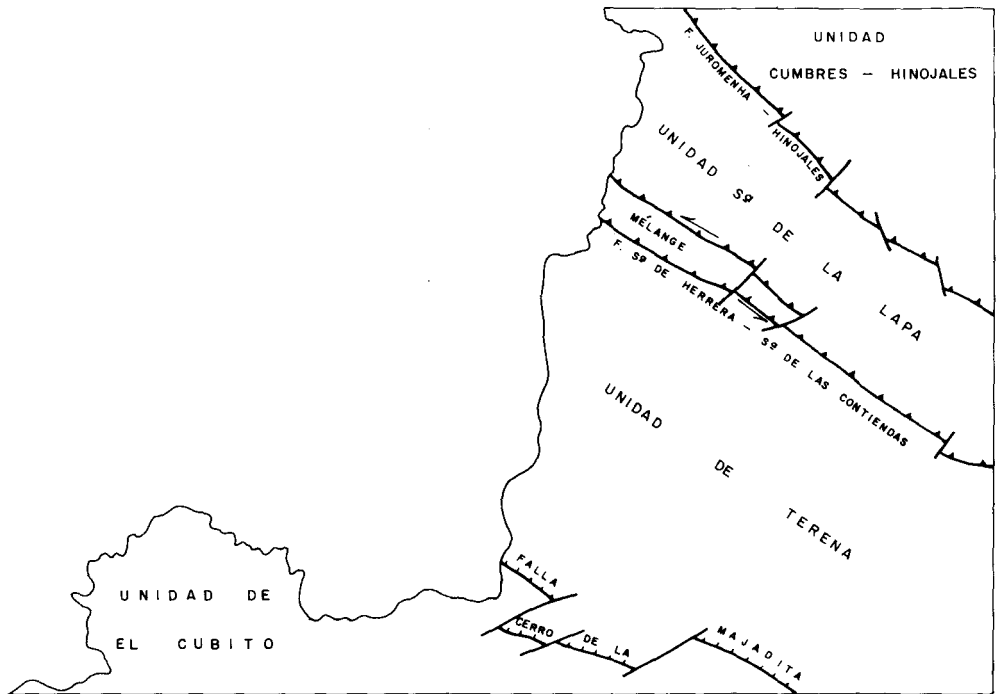 UNIDAD
CUMBRES – HINOJALES
F. JUROMENHA – HINOJALES
UNIDAD Sª DE LA LAPA
MÉLANGE
F. Sª DE HERRERA – Sª DE LAS CONTIENDAS
UNIDAD DE TERENA
FALLA CERRO DE LA MAJADITA
UNIDAD DE
EL CUBITO